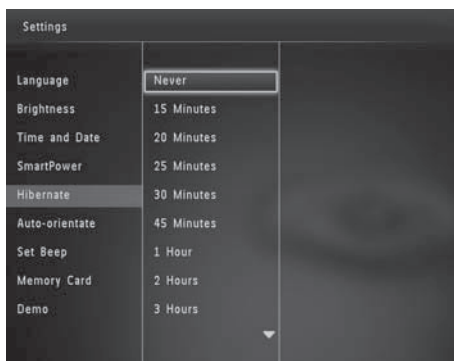 Settings
Language
Brightness
Time and Date
SmartPower
Hibernate
Auto-orientate
Set Beep
Memory Card
Demo
Never
15 Minutes
20 Minutes
25 Minutes
30 Minutes
45 Minutes
1 Hour
2 Hours
3 Hours